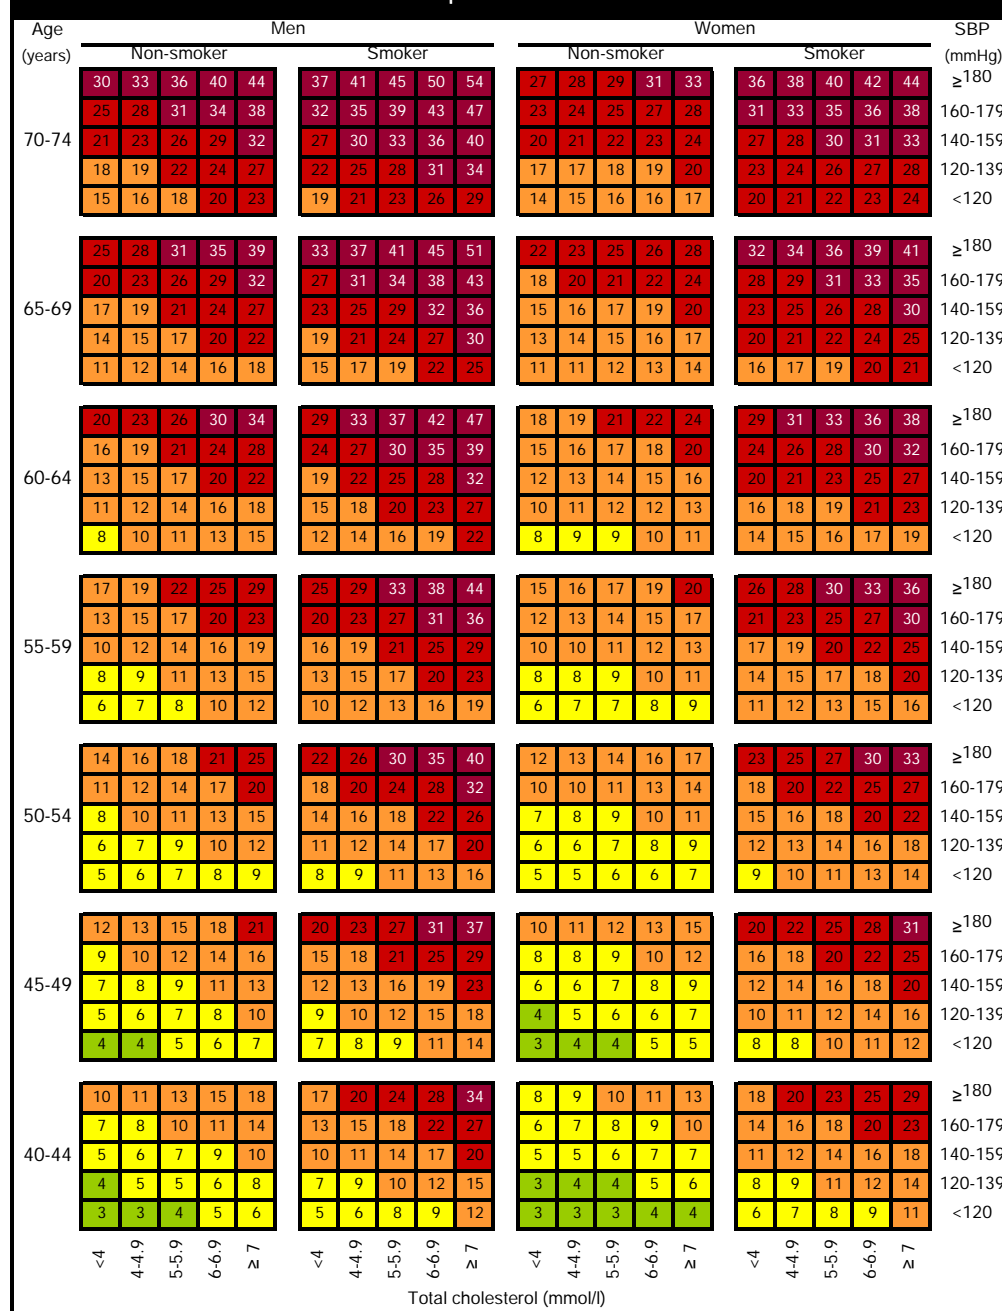 Age Men Women SBP
(years) Non-smoker Smoker Non-smoker Smoker (mmHg)
30 33 36 40 44 37 41 45 50 54 27 28 29 31 33 36 38 40 42 44 ≥180
25 28 31 34 38 32 35 39 43 47 23 24 25 27 28 31 33 35 36 38 160-179
70-74 21 23 26 29 32 27 30 33 36 40 20 21 22 23 24 27 28 30 31 33 140-159
18 19 22 24 27 22 25 28 31 34 17 17 18 19 20 23 24 26 27 28 120-139
15 16 18 20 23 19 21 23 26 29 14 15 16 16 17 20 21 22 23 24 <120
25 28 31 35 39 33 37 41 45 51 22 23 25 26 28 32 34 36 39 41 ≥180
20 23 26 29 32 27 31 34 38 43 18 20 21 22 24 28 29 31 33 35 160-179
65-69 17 19 21 24 27 23 25 29 32 36 15 16 17 19 20 23 25 26 28 30 140-159
14 15 17 20 22 19 21 24 27 30 13 14 15 16 17 20 21 22 24 25 120-139
11 12 14 16 18 15 17 19 22 25 11 11 12 13 14 16 17 19 20 21 <120
20 23 26 30 34 29 33 37 42 47 18 19 21 22 24 29 31 33 36 38 ≥180
16 19 21 24 28 24 27 30 35 39 15 16 17 18 20 24 26 28 30 32 160-179
60-64 13 15 17 20 22 19 22 25 28 32 12 13 14 15 16 20 21 23 25 27 140-159
11 12 14 16 18 15 18 20 23 27 10 11 12 12 13 16 18 19 21 23 120-139
8 10 11 13 15 12 14 16 19 22 8 9 9 10 11 14 15 16 17 19 <120
17 19 22 25 29 25 29 33 38 44 15 16 17 19 20 26 28 30 33 36 ≥180
13 15 17 20 23 20 23 27 31 36 12 13 14 15 17 21 23 25 27 30 160-179
55-59 10 12 14 16 19 16 19 21 25 29 10 10 11 12 13 17 19 20 22 25 140-159
8 9 11 13 15 13 15 17 20 23 8 8 9 10 11 14 15 17 18 20 120-139
6 7 8 10 12 10 12 13 16 19 6 7 7 8 9 11 12 13 15 16 <120
14 16 18 21 25 22 26 30 35 40 12 13 14 16 17 23 25 27 30 33 ≥180
11 12 14 17 20 18 20 24 28 32 10 10 11 13 14 18 20 22 25 27 160-179
50-54 8 10 11 13 15 14 16 18 22 26 7 8 9 10 11 15 16 18 20 22 140-159
6 7 9 10 12 11 12 14 17 20 6 6 7 8 9 12 13 14 16 18 120-139
5 6 7 8 9 8 9 11 13 16 5 5 6 6 7 9 10 11 13 14 <120
12 13 15 18 21 20 23 27 31 37 10 11 12 13 15 20 22 25 28 31 ≥180
9 10 12 14 16 15 18 21 25 29 8 8 9 10 12 16 18 20 22 25 160-179
45-49 7 8 9 11 13 12 13 16 19 23 6 6 7 8 9 12 14 16 18 20 140-159
5 6 7 8 10 9 10 12 15 18 4 5 6 6 7 10 11 12 14 16 120-139
4 4 5 6 7 7 8 9 11 14 3 4 4 5 5 8 8 10 11 12 <120
10 11 13 15 18 17 20 24 28 34 8 9 10 11 13 18 20 23 25 29 ≥180
7 8 10 11 14 13 15 18 22 27 6 7 8 9 10 14 16 18 20 23 160-179
40-44 5 6 7 9 10 10 11 14 17 20 5 5 6 7 7 11 12 14 16 18 140-159
4 5 5 6 8 7 9 10 12 15 3 4 4 5 6 8 9 11 12 14 120-139
3 3 4 5 6 5 6 8 9 12 3 3 3 4 4 6 7 8 9 11 <120
<4 4-4.9 5-5.9 6-6.9 ≥ 7 <4 4-4.9 5-5.9 6-6.9 ≥ 7 <4 4-4.9 5-5.9 6-6.9 ≥ 7 <4 4-4.9 5-5.9 6-6.9 ≥ 7
Total cholesterol (mmol/l)